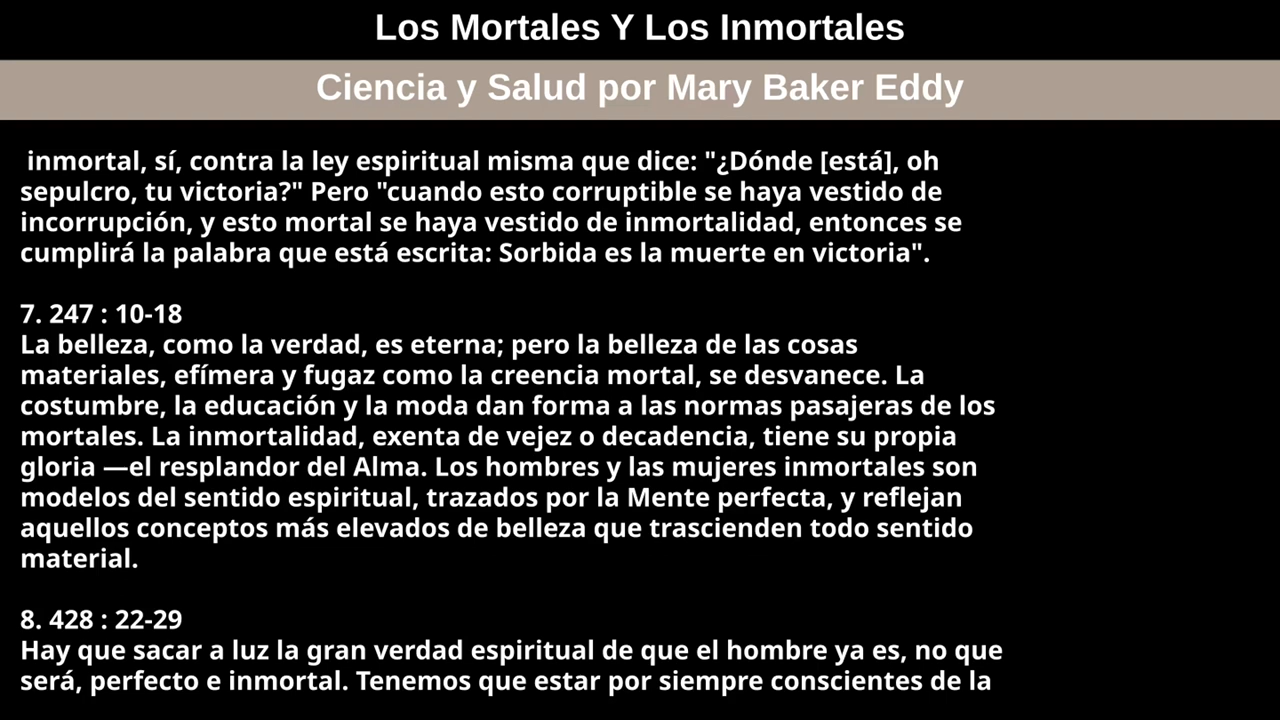 Los Mortales Y Los Inmortales
Ciencia y Salud por Mary Baker Eddy
inmortal, sí, contra la ley espiritual misma que dice: "¿Dónde [está], oh
sepulcro, tu victoria?" Pero "cuando esto corruptible se haya vestido de
incorrupción, y esto mortal se haya vestido de inmortalidad, entonces se
cumplirá la palabra que está escrita: Sorbida es la muerte en victoria".
7. 247 : 10-18
La belleza, como la verdad, es eterna; pero la belleza de las cosas
materiales, efímera y fugaz como la creencia mortal, se desvanece. La
costumbre, la educación y la moda dan forma a las normas pasajeras de los
mortales. La inmortalidad, exenta de vejez o decadencia, tiene su propia
gloria —el resplandor del Alma. Los hombres y las mujeres inmortales son
modelos del sentido espiritual, trazados por la Mente perfecta, y reflejan
aquellos conceptos más elevados de belleza que trascienden todo sentido
material.
8. 428 : 22-29
Hay que sacar a luz la gran verdad espiritual de que el hombre ya es, no que
será, perfecto e inmortal. Tenemos que estar por siempre conscientes de la